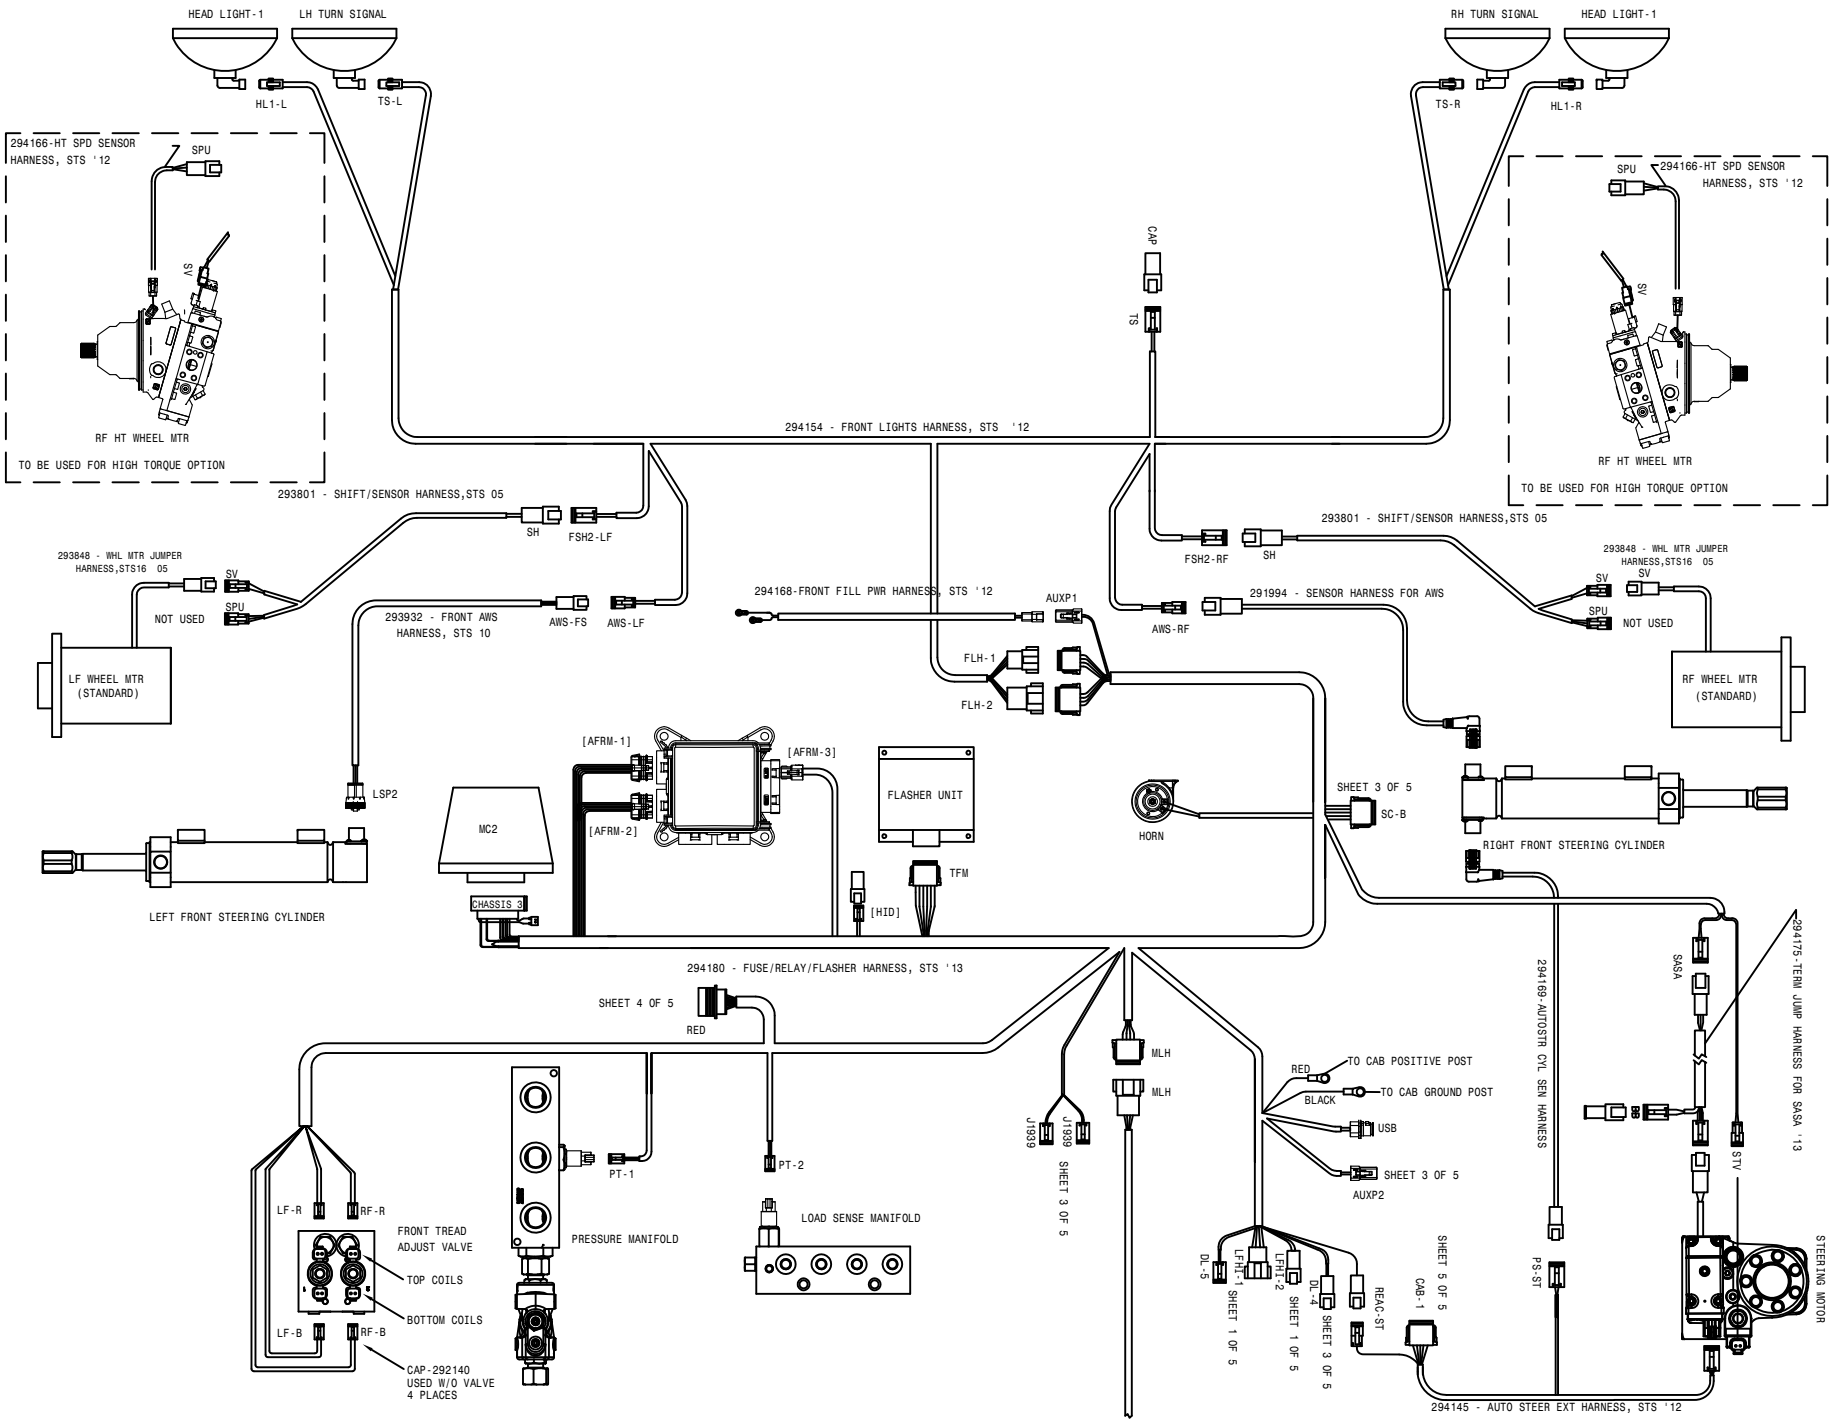 HEAD LIGHT-1
LH TURN SIGNAL
RH TURN SIGNAL
HEAD LIGHT-1
HL1-L
TS-L
TS-R
HL1-R
294166-HT SPD SENSOR
HARNESS, STS '12
SPU
SV
RF HT WHEEL MTR
TO BE USED FOR HIGH TORQUE OPTION
SPU
294166-HT SPD SENSOR
HARNESS, STS '12
SV
RF HT WHEEL MTR
TO BE USED FOR HIGH TORQUE OPTION
CAP
TS
294154 - FRONT LIGHTS HARNESS, STS '12
293801 - SHIFT/SENSOR HARNESS,STS 05
SH
FSH2-LF
293848 - WHL MTR JUMPER
HARNESS,STS16 05
SV
SPU
NOT USED
LF WHEEL MTR
(STANDARD)
293932 - FRONT AWS
HARNESS, STS 10
AWS-FS
AWS-LF
294168-FRONT FILL PWR HARNESS, STS '12
AUXP1
FLH-1
FLH-2
FSH2-RF
SH
293801 - SHIFT/SENSOR HARNESS,STS 05
AWS-RF
291994 - SENSOR HARNESS FOR AWS
293848 - WHL MTR JUMPER
HARNESS,STS16 05
SV
SV
SPU
NOT USED
RF WHEEL MTR
(STANDARD)
LSP2
LEFT FRONT STEERING CYLINDER
MC2
CHASSIS 3
[AFRM-1]
[AFRM-2]
[AFRM-3]
[HID]
FLASHER UNIT
TFM
HORN
SHEET 3 OF 5
SC-B
RIGHT FRONT STEERING CYLINDER
294180 - FUSE/RELAY/FLASHER HARNESS, STS '13
SHEET 4 OF 5
RED
MLH
MLH
J1939
J1939
SHEET 3 OF 5
RED
TO CAB POSITIVE POST
BLACK
TO CAB GROUND POST
USB
SHEET 3 OF 5
AUXP2
294169-AUTOSTR CYL SEN HARNESS
SASA
294175-TERM JUMP HARNESS FOR SASA '13
BB
STV
PT-1
PT-2
PRESSURE MANIFOLD
LOAD SENSE MANIFOLD
LF-R
RF-R
FRONT TREAD
ADJUST VALVE
TOP COILS
BOTTOM COILS
LF-B
RF-B
CAP-292140
USED W/O VALVE
4 PLACES
DL-5
LFHI-1
SHEET 1 OF 5
LFHI-2
SHEET 1 OF 5
DL-4
SHEET 3 OF 5
REAC-ST
CAB-1
SHEET 5 OF 5
PS-ST
STEERING MOTOR
294145 - AUTO STEER EXT HARNESS, STS '12